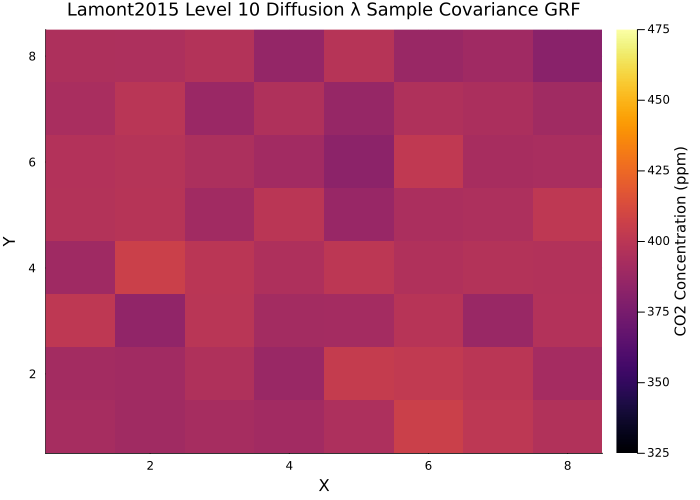 Lamont2015 Level 10 Diffusion λ Sample Covariance GRF
8
6
4
2
Y
2 4 6 8
X
475
450
425
400
375
350
325
CO2 Concentration (ppm)